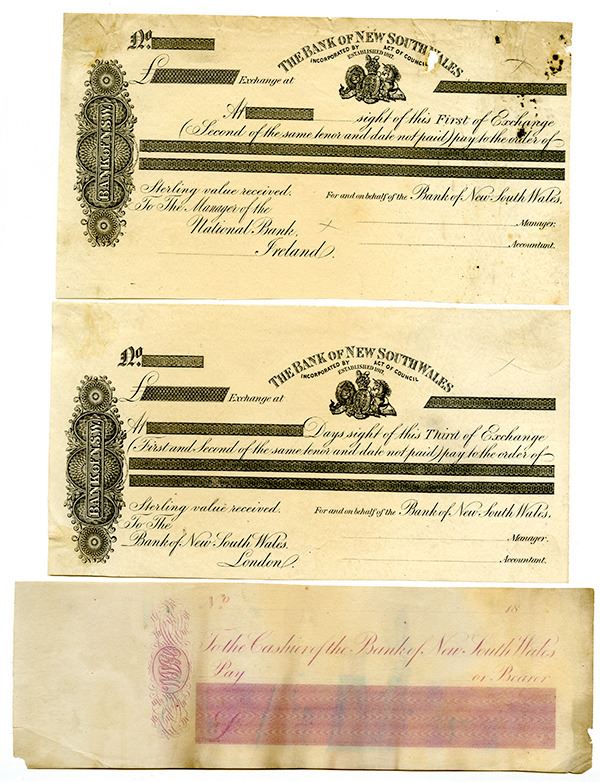 No.
THE BANK OF NEW SOUTH WALES
INCORPORATED BY ACT OF COUNCIL
ESTABLISHED 1817.
£ Exchange at
BANK OF N.S.W.
At sight of this First of Exchange
(Second of the same tenor and date not paid) pay to the order of
Sterling value received. For and on behalf of the Bank of New South Wales.
To The Manager of the
National Bank, Manager.
Ireland. Accountant.
No.
THE BANK OF NEW SOUTH WALES
INCORPORATED BY ACT OF COUNCIL
ESTABLISHED 1817.
£ Exchange at
BANK OF N.S.W.
At Days sight of this Third of Exchange
(First and Second of the same tenor and date not paid) pay to the order of
Sterling value received. For and on behalf of the Bank of New South Wales.
To The
Bank of New South Wales, Manager.
London. Accountant.
No 18
To the Cashier of the Bank of New South Wales
Pay or Bearer
£